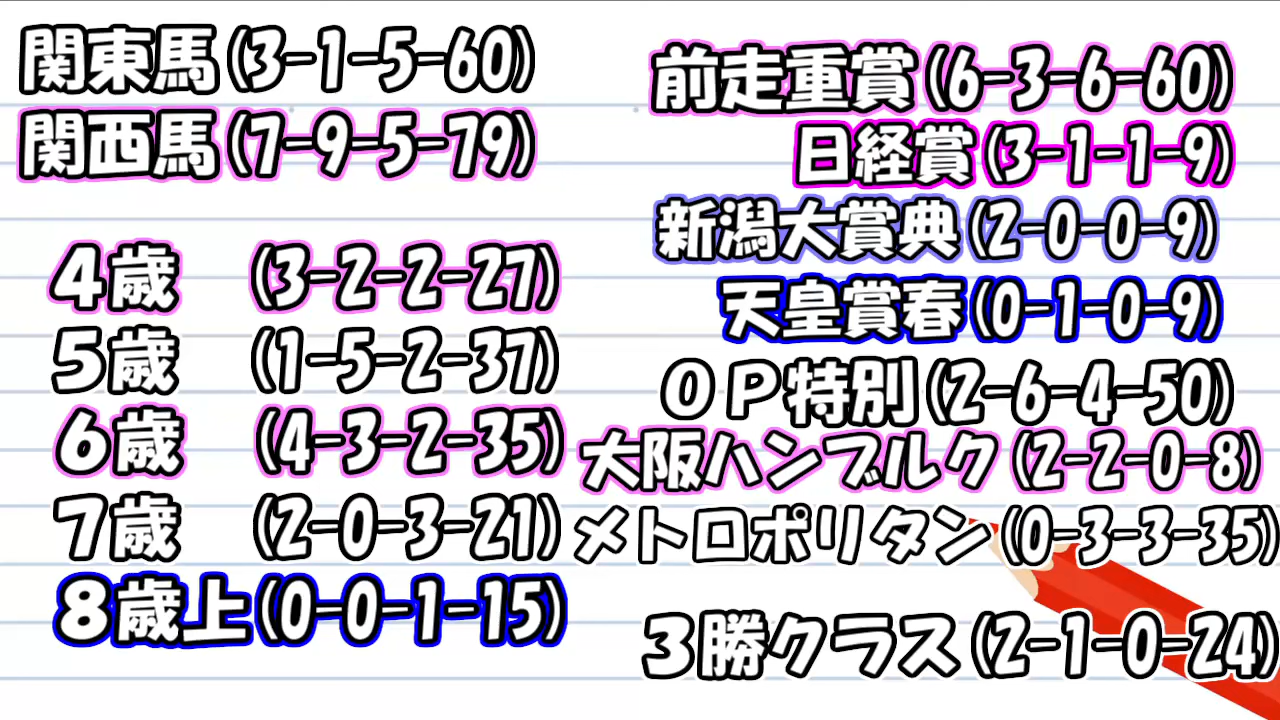 関東馬(3-1-5-60)
関西馬(7-9-5-79)
4歳 (3-2-2-27)
5歳 (1-5-2-37)
6歳 (4-3-2-35)
7歳 (2-0-3-21)
8歳上(0-0-1-15)
前走重賞(6-3-6-60)
日経賞(3-1-1-9)
新潟大賞典(2-0-0-9)
天皇賞春(0-1-0-9)
OP特別(2-6-4-50)
大阪ハンブルク(2-2-0-8)
メトロポリタン(0-3-3-35)
3勝クラス(2-1-0-24)